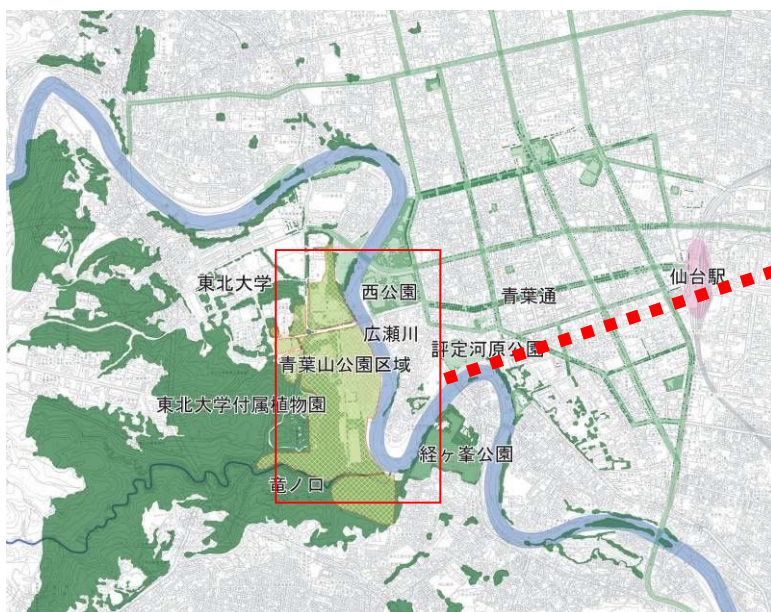 仙台駅
東北大学
西公園
青葉通
広瀬川
評定河原公園
青葉山公園区域
東北大学付属植物園
経ヶ峯公園
竜ノ口